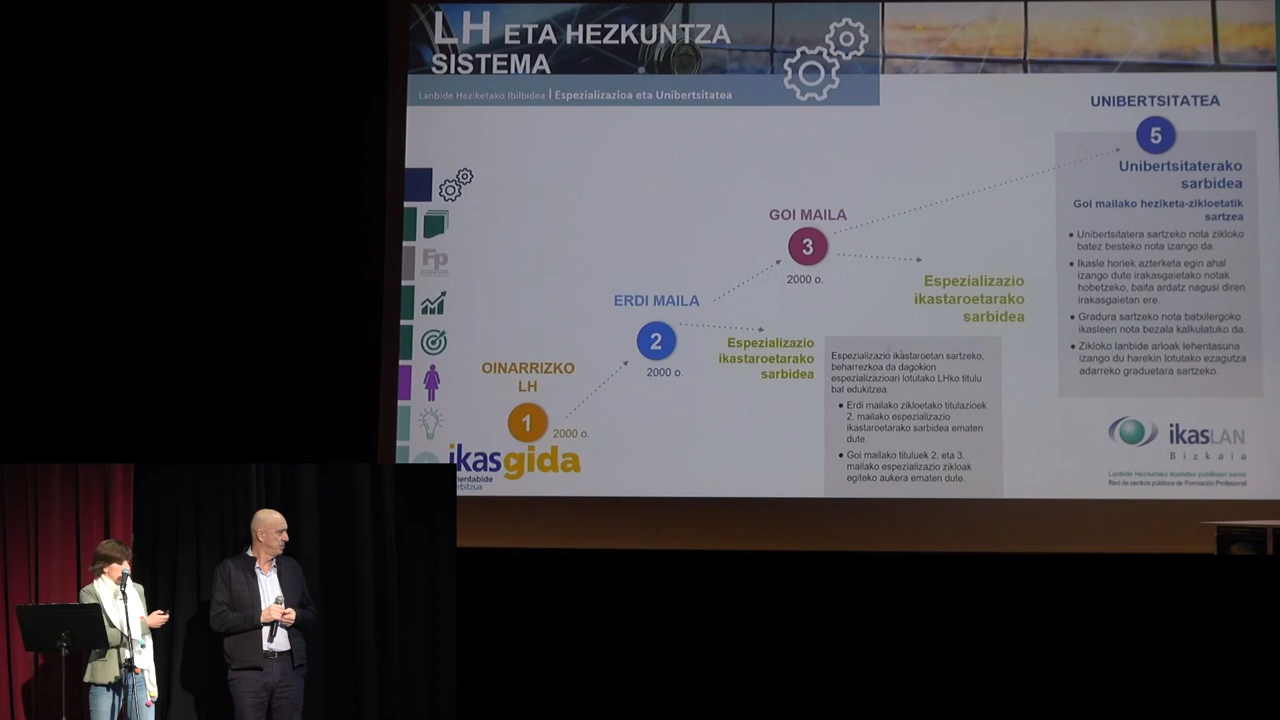 LH ETA HEZKUNTZA
SISTEMA
Lanbide Heziketako Ibilbidea | Espezializazioa eta Unibertsitatea
UNIBERTSITATEA
5
Unibertsitaterako
sarbidea
Goi mailako heziketa-zikloetatik
sartzea
● Unibertsitatera sartzeko nota zikloko
batez besteko nota izango da.
● Ikasle horiek azterketa egin ahal
izango dute irakasgaietako notak
hobetzeko, baita ardatz nagusi diren
irakasgaietan ere.
● Gradura sartzeko nota batxilergoko
ikasleen nota bezala kalkulatuko da.
● Zikloko lanbide arloak lehentasuna
izango du harekin lotutako ezagutza
adarreko graduetara sartzeko.
GOI MAILA
3
2000 o.
Espezializazio
ikastaroetarako
sarbidea
ERDI MAILA
2
2000 o.
Espezializazio
ikastaroetarako
sarbidea
Espezializazio ikastaroetan sartzeko,
beharrezkoa da dagokion
espezializazioari lotutako LHko titulu
bat edukitzea.
● Erdi mailako zikloetako titulazioek
2. mailako espezializazio
ikastaroetarako sarbidea ematen
dute.
● Goi mailako tituluek 2. eta 3.
mailako espezializazio zikloak
egiteko aukera ematen dute.
OINARRIZKO
LH
1
2000 o.
Fp
ikasgida
rientabide
rbitzua
ikasLAN
Bizkaia
Lanbide Heziketako ikastetxe publikoen sarea
Red de centros públicos de Formación Profesional